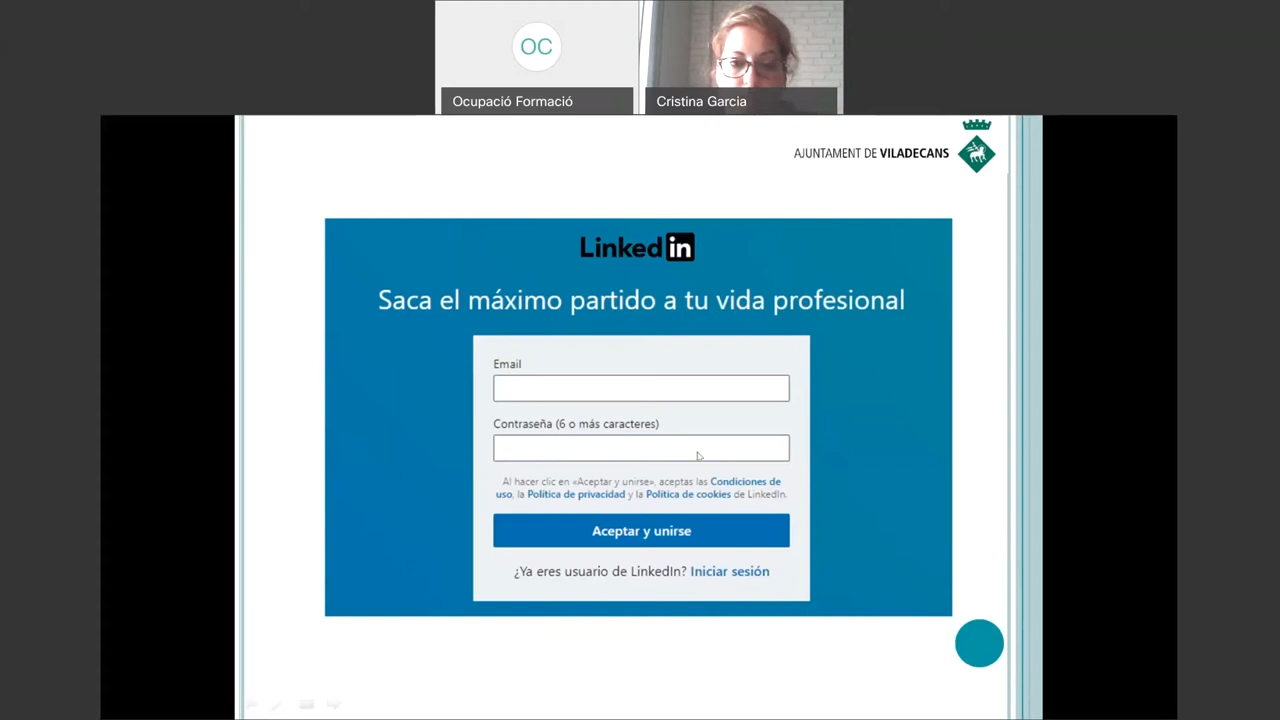 OC
Ocupació Formació
Cristina Garcia
AJUNTAMENT DE VILADECANS
Linked in
Saca el máximo partido a tu vida profesional
Email
Contraseña (6 o más caracteres)
Al hacer clic en «Aceptar y unirse», aceptas las Condiciones de
uso, la Política de privacidad y la Política de cookies de LinkedIn.
Aceptar y unirse
¿Ya eres usuario de LinkedIn? Iniciar sesión